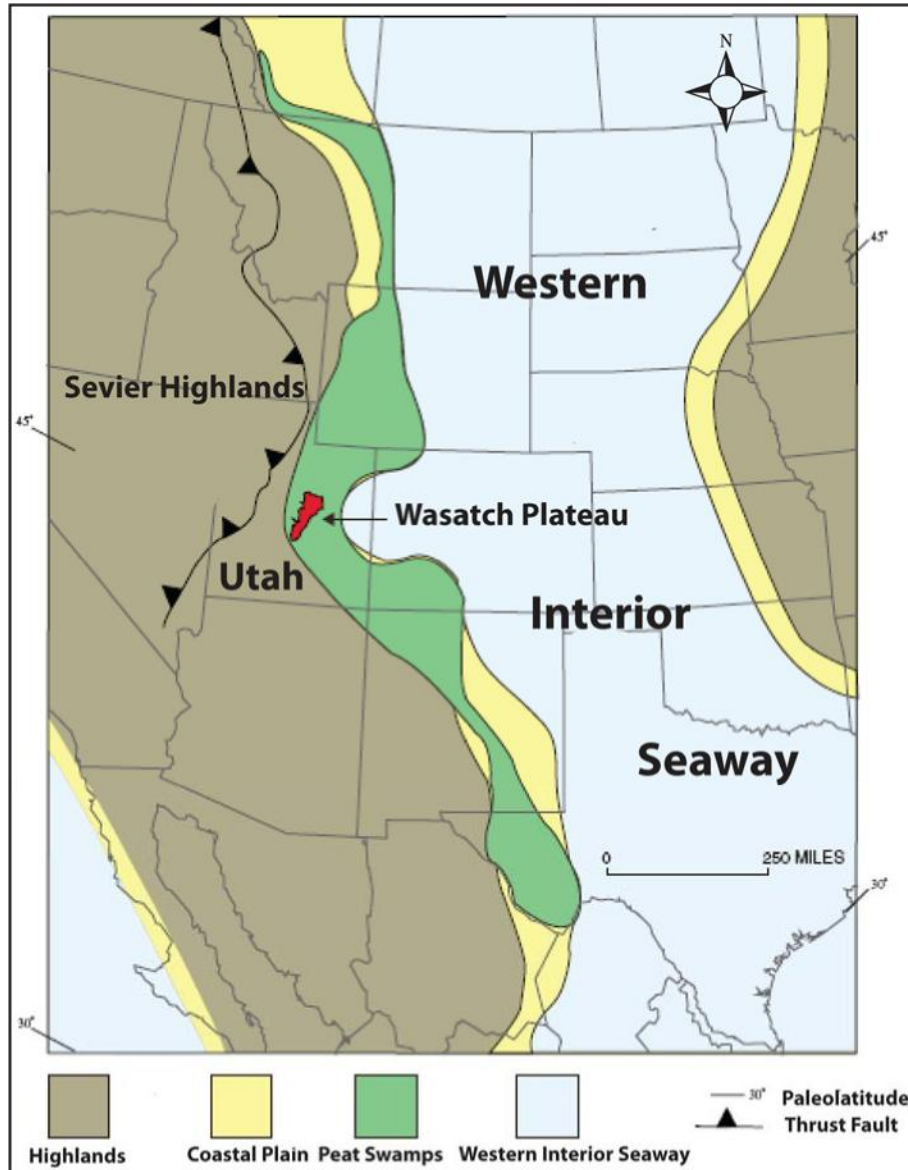 N
45°
Western
Sevier Highlands
45°
Wasatch Plateau
Utah
Interior
Seaway
0 250 MILES
30°
30°
30° Paleolatitude
Thrust Fault
Highlands Coastal Plain Peat Swamps Western Interior Seaway